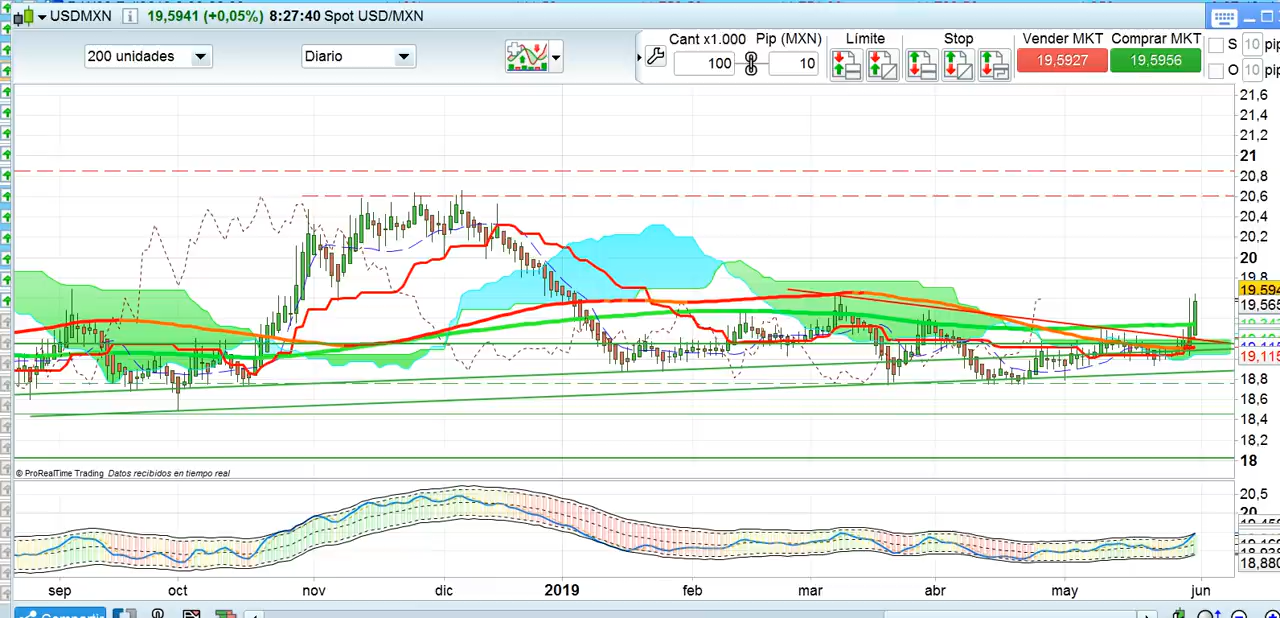 USDMXN 19,5941 (+0,05%) 8:27:40 Spot USD/MXN
200 unidades
Diario
Cant x1.000 Pip (MXN)
100 10
Límite
Stop
Vender MKT Comprar MKT
19,5927 19,5956
S 10 pip
O 10 pip
21,6
21,4
21,2
21
20,8
20,6
20,4
20,2
20
19,8
19.594
19,568
19,115
18,8
18,6
18,4
18,2
18
© ProRealTime Trading Datos recibidos en tiempo real
20,5
20
18,880
sep oct nov dic 2019 feb mar abr may jun
Compartir